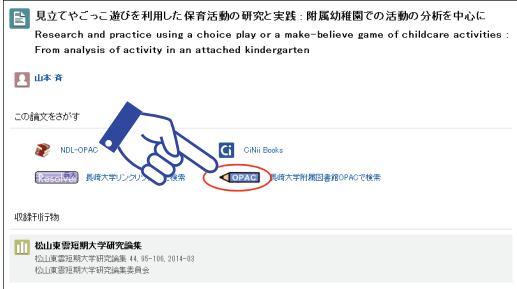 見立てやごっこ遊びを利用した保育活動の研究と実践 : 附属幼稚園での活動の分析を中心に
Research and practice using a choice play or a make-believe game of childcare activities :
From analysis of activity in an attached kindergarten
山本 斉
この論文をさがす
NDL-OPAC
CiNii Books
長崎大学リンクリ で検索
OPAC 長崎大学附属図書館OPACで検索
収録刊行物
松山東雲短期大学研究論集
松山東雲短期大学研究論集 44, 95-106, 2014-03
松山東雲短期大学研究論集委員会